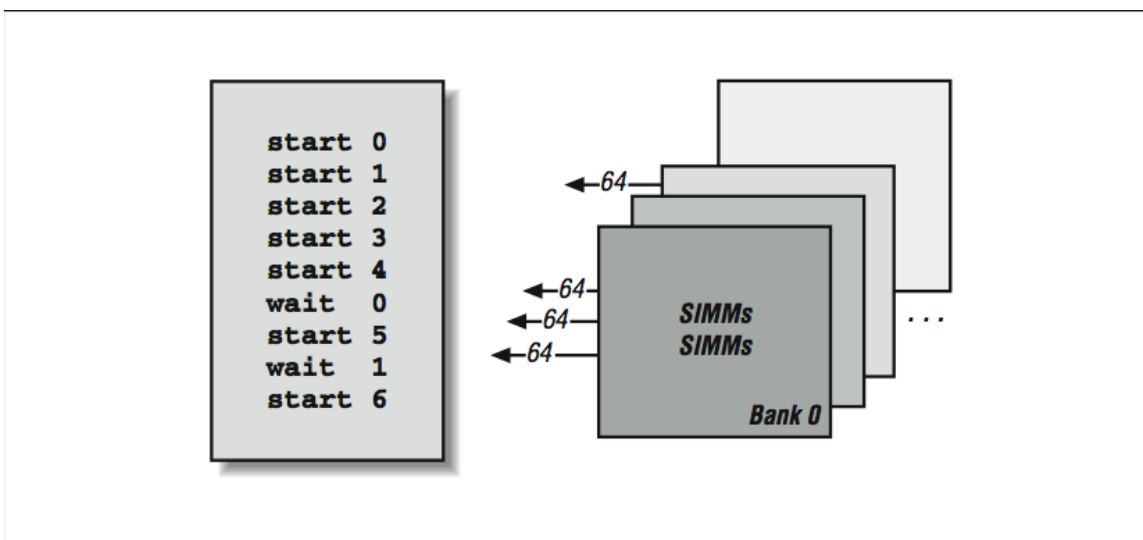 start 0
start 1
start 2
start 3
start 4
wait 0
start 5
wait 1
start 6
64
64
64
64
SIMMs
SIMMs
...
Bank 0